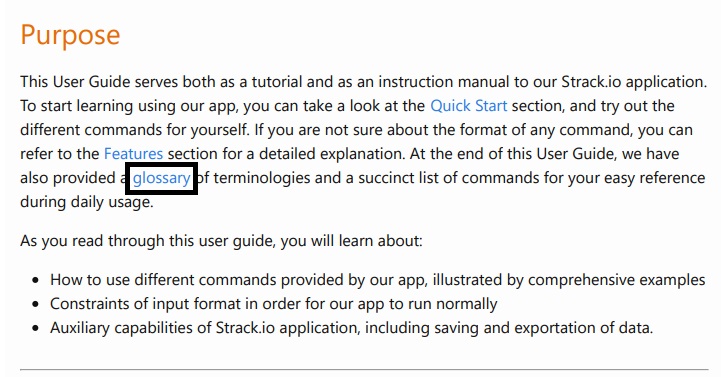 Purpose
This User Guide serves both as a tutorial and as an instruction manual to our Strack.io application.
To start learning using our app, you can take a look at the Quick Start section, and try out the
different commands for yourself. If you are not sure about the format of any command, you can
refer to the Features section for a detailed explanation. At the end of this User Guide, we have
also provided a glossary of terminologies and a succinct list of commands for your easy reference
during daily usage.
As you read through this user guide, you will learn about:
• How to use different commands provided by our app, illustrated by comprehensive examples
• Constraints of input format in order for our app to run normally
• Auxiliary capabilities of Strack.io application, including saving and exportation of data.